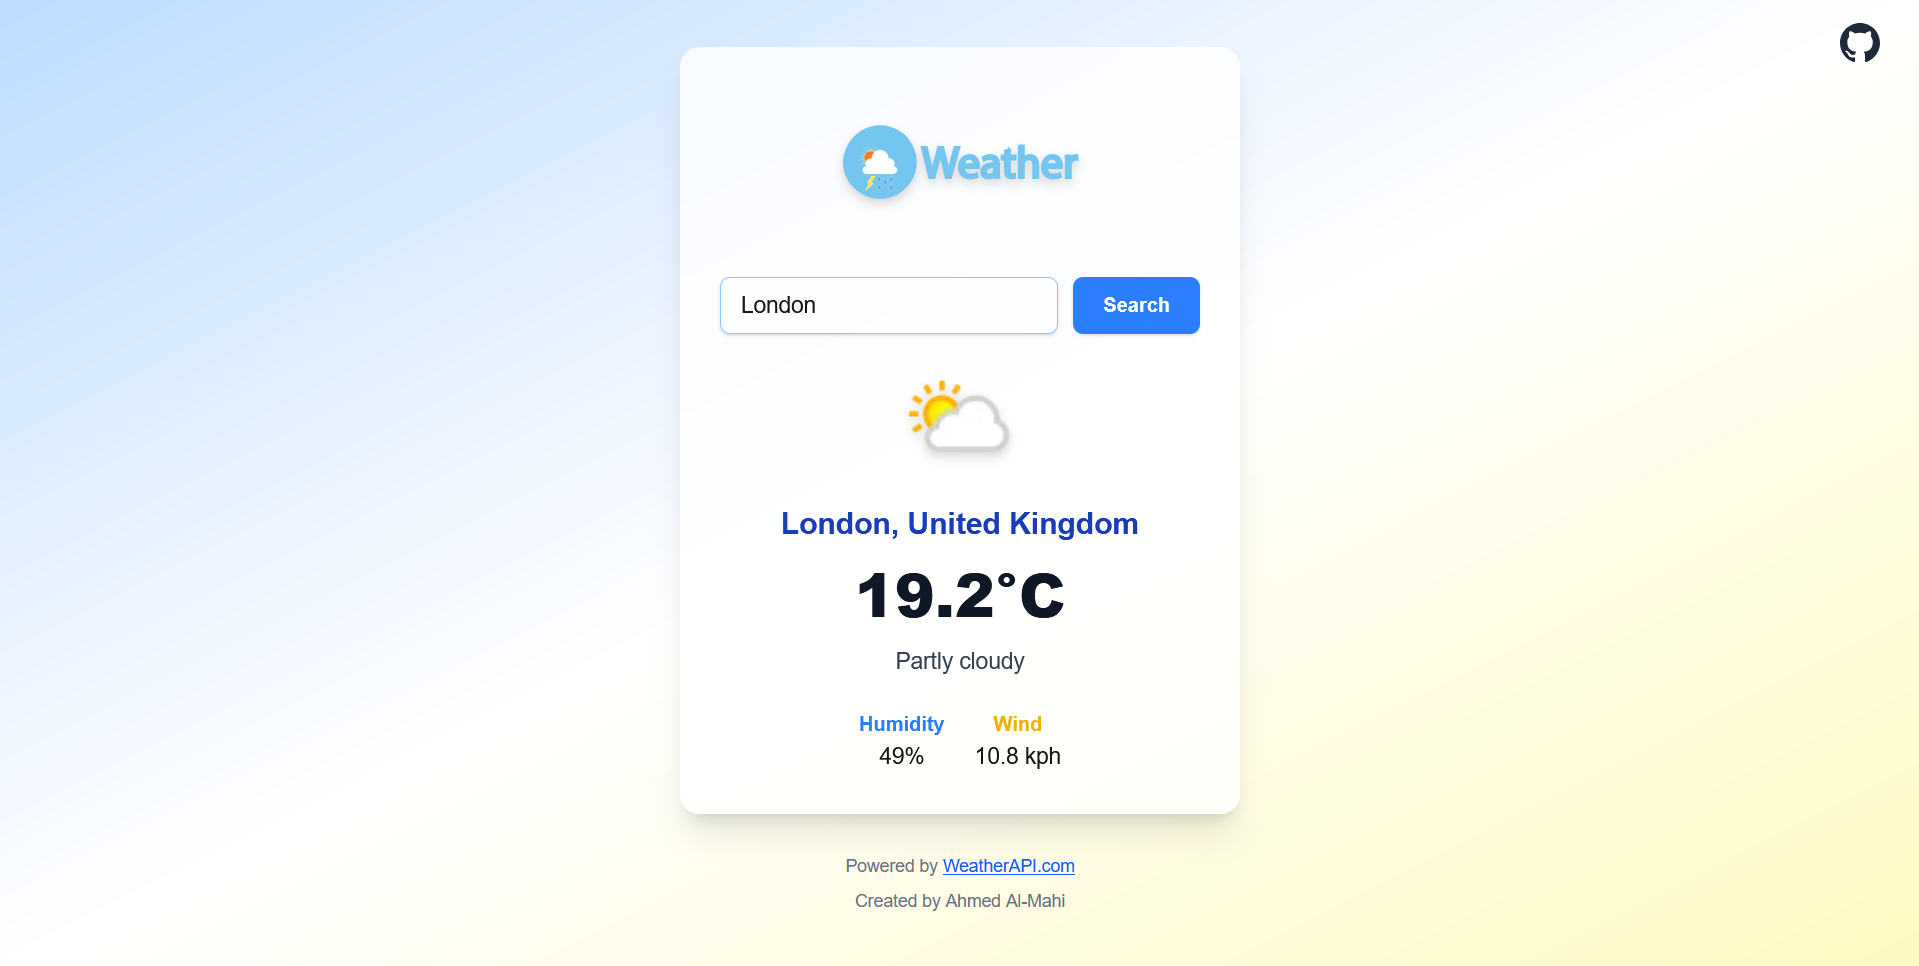 Weather
London
Search
London, United Kingdom
19.2°C
Partly cloudy
Humidity Wind
49% 10.8 kph
Powered by WeatherAPI.com
Created by Ahmed Al-Mahi